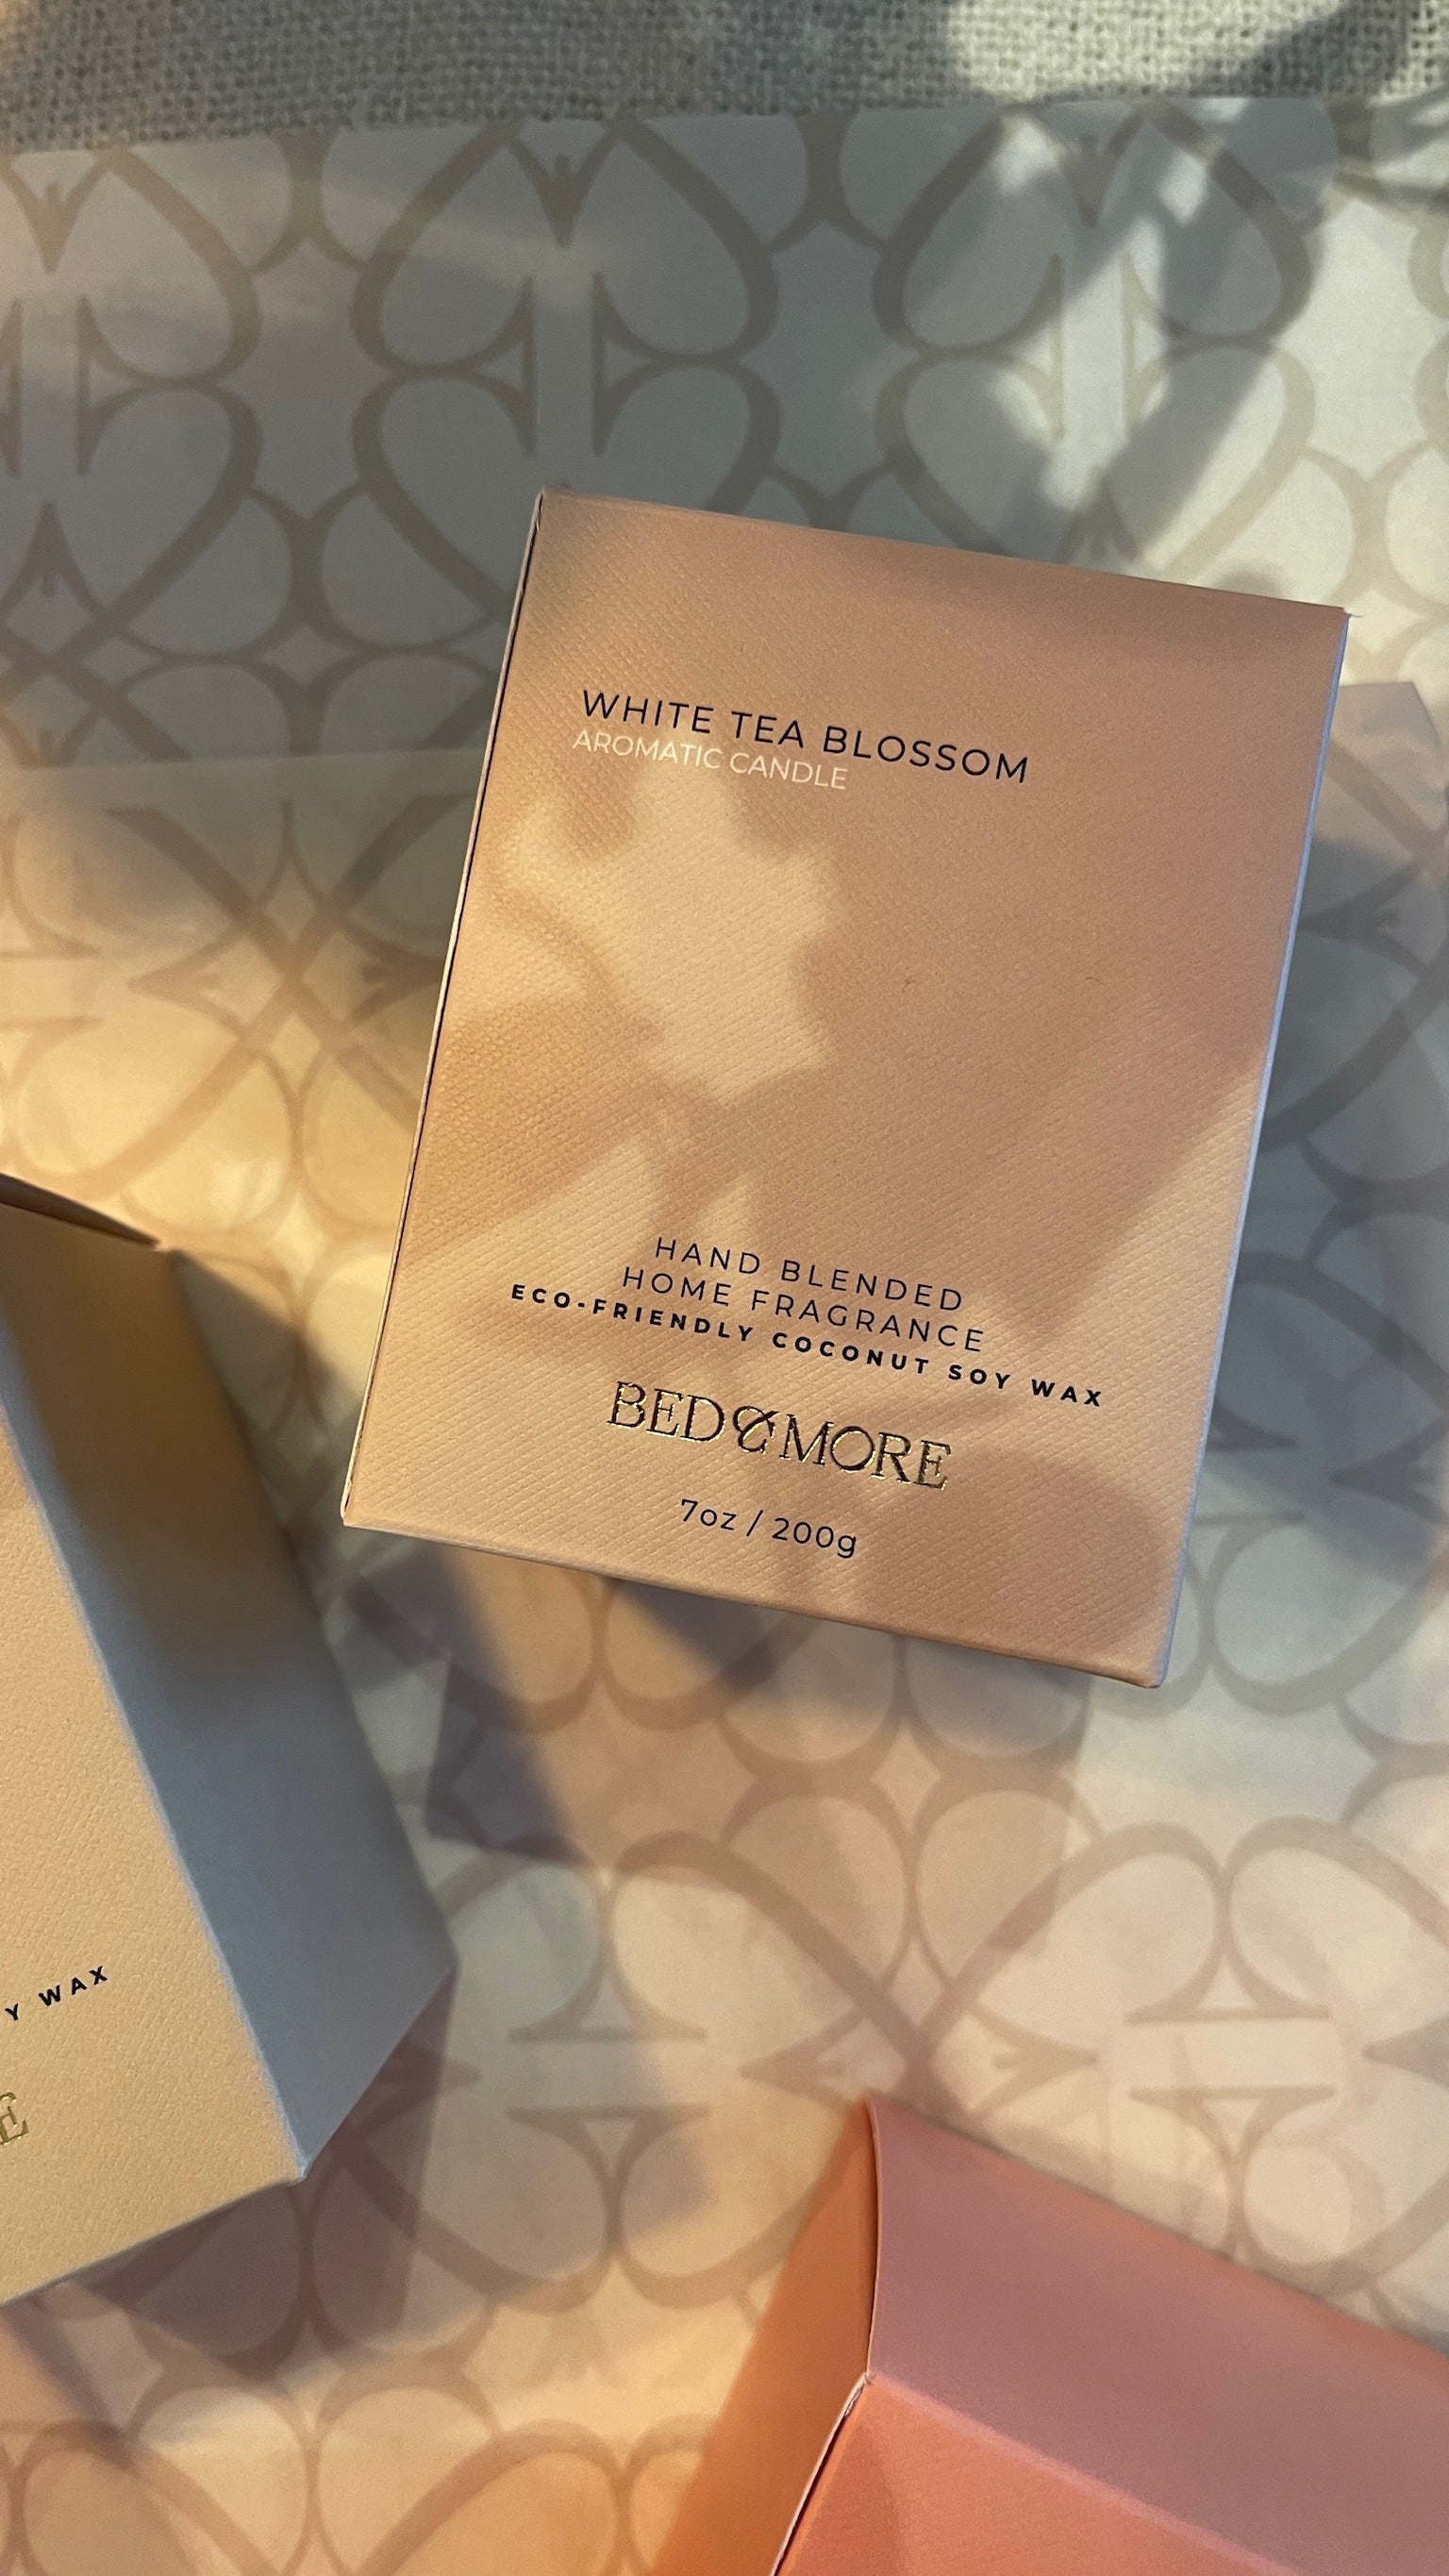 WHITE TEA BLOSSOM
AROMATIC CANDLE
HAND BLENDED
HOME FRAGRANCE
ECO-FRIENDLY COCONUT SOY WAX
BED&MORE
7oz / 200g
Y WAX
E